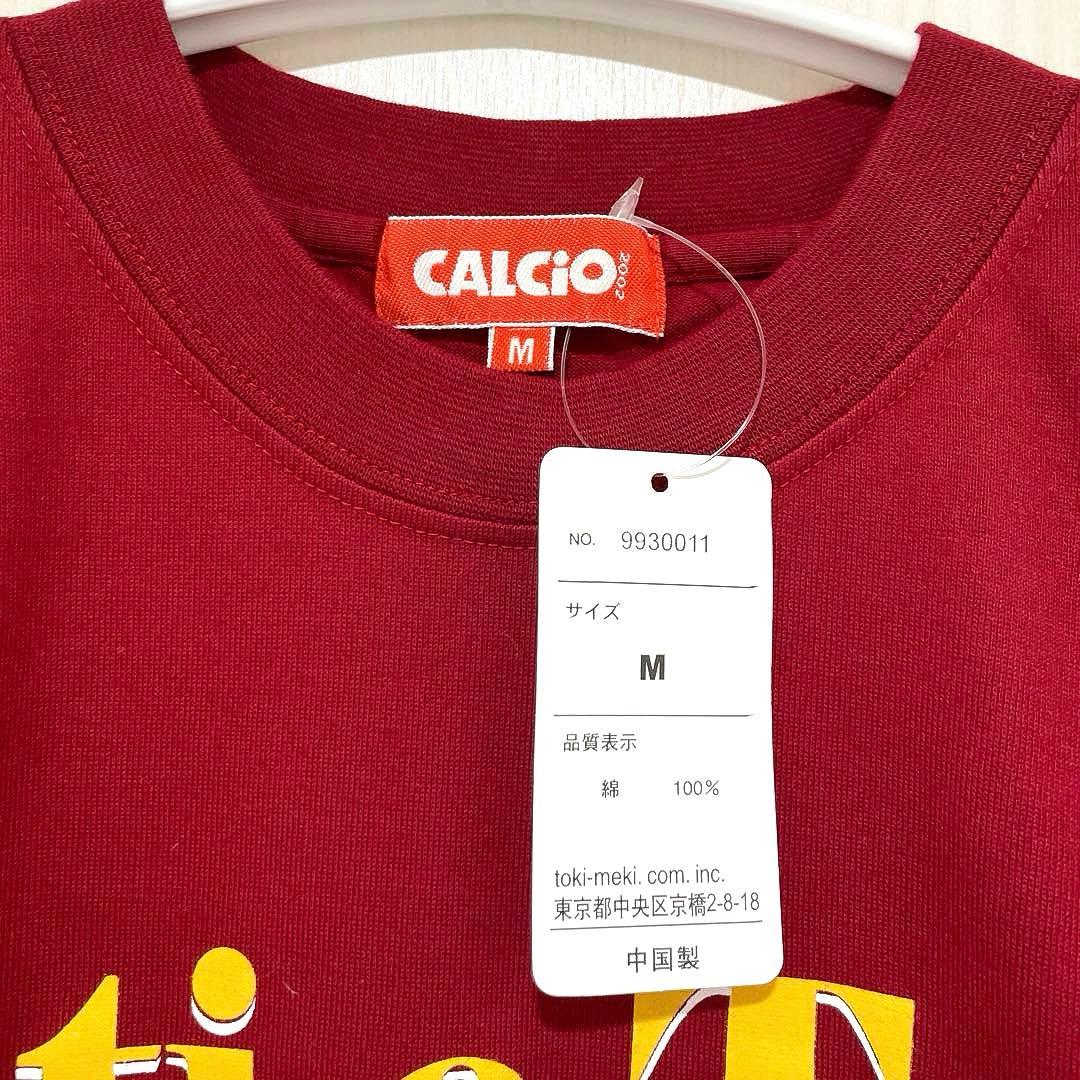 CALCiO 2002
M
NO. 9930011
サイズ
M
品質表示
綿 100%
toki-meki. com. inc.
東京都中央区京橋2-8-18
中国製